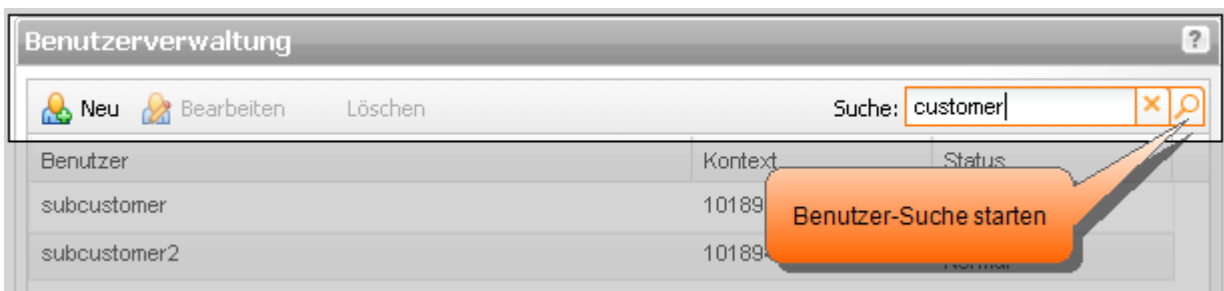 Benutzerverwaltung ?
Neu Bearbeiten Löschen Suche: customer
Benutzer Kontext Status
subcustomer 10189
Benutzer-Suche starten
subcustomer2 10189